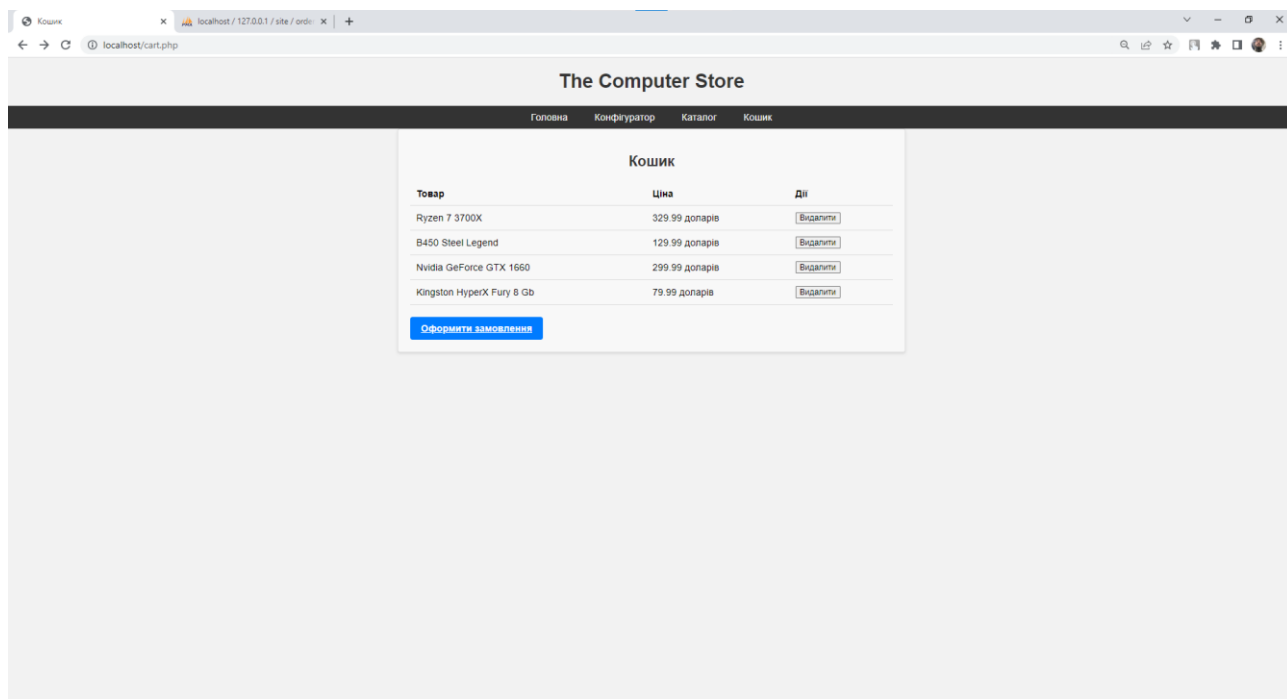 Кошик
localhost / 127.0.0.1 / site / order
localhost/cart.php
The Computer Store
Головна Конфігуратор Каталог Кошик
Кошик
Товар Ціна Дії
Ryzen 7 3700X 329.99 доларів Видалити
B450 Steel Legend 129.99 доларів Видалити
Nvidia GeForce GTX 1660 299.99 доларів Видалити
Kingston HyperX Fury 8 Gb 79.99 доларів Видалити
Оформити замовлення